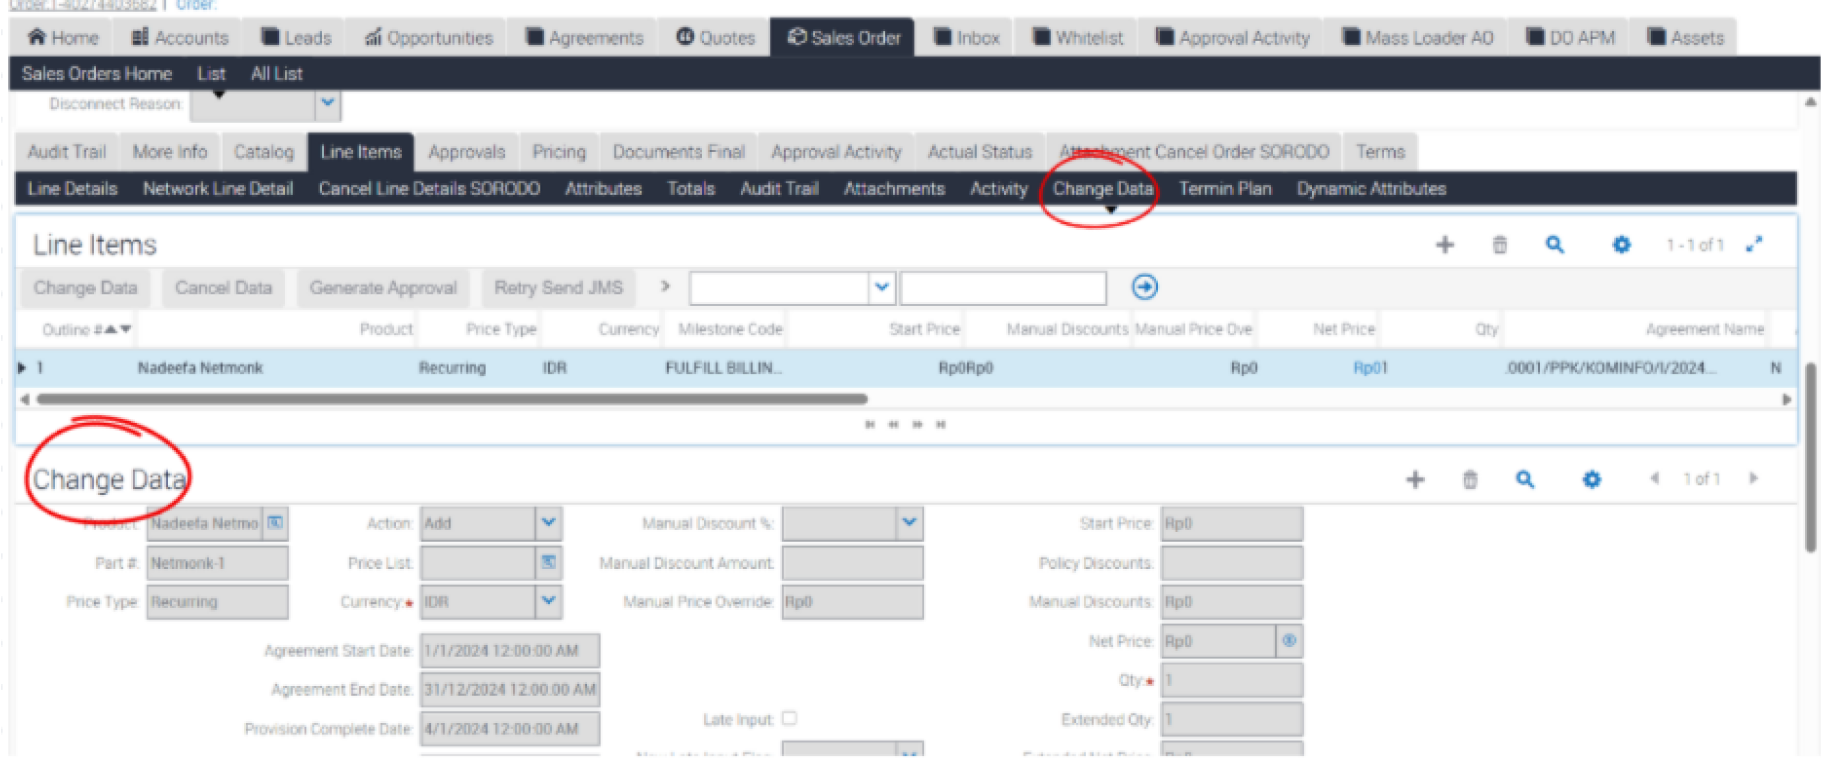 Order:1-40274403682 | Order:
Home Accounts Leads Opportunities Agreements Quotes Sales Order Inbox Whitelist Approval Activity Mass Loader AO DO APM Assets
Sales Orders Home List All List
Disconnect Reason:
Audit Trail More Info Catalog Line Items Approvals Pricing Documents Final Approval Activity Actual Status Attachment Cancel Order SORODO Terms
Line Details Network Line Detail Cancel Line Details SORODO Attributes Totals Audit Trail Attachments Activity Change Data Termin Plan Dynamic Attributes
Line Items 1 - 1 of 1
Change Data Cancel Data Generate Approval Retry Send JMS >
Outline # Product Price Type Currency Milestone Code Start Price Manual Discounts Manual Price Ove Net Price Qty Agreement Name
1 Nadeefa Netmonk Recurring IDR FULFILL BILLIN... Rp0Rp0 Rp0 Rp01 .0001/PPK/KOMINFO/I/2024... N
Change Data 1 of 1
Product: Nadeefa Netmo Action: Add Manual Discount %: Start Price: Rp0
Part #: Netmonk-1 Price List: Manual Discount Amount: Policy Discounts:
Price Type: Recurring Currency:* IDR Manual Price Override: Rp0 Manual Discounts: Rp0
Net Price: Rp0
Agreement Start Date: 1/1/2024 12:00:00 AM
Qty:* 1
Agreement End Date: 31/12/2024 12:00:00 AM
Late Input: Extended Qty: 1
Provision Complete Date: 4/1/2024 12:00:00 AM